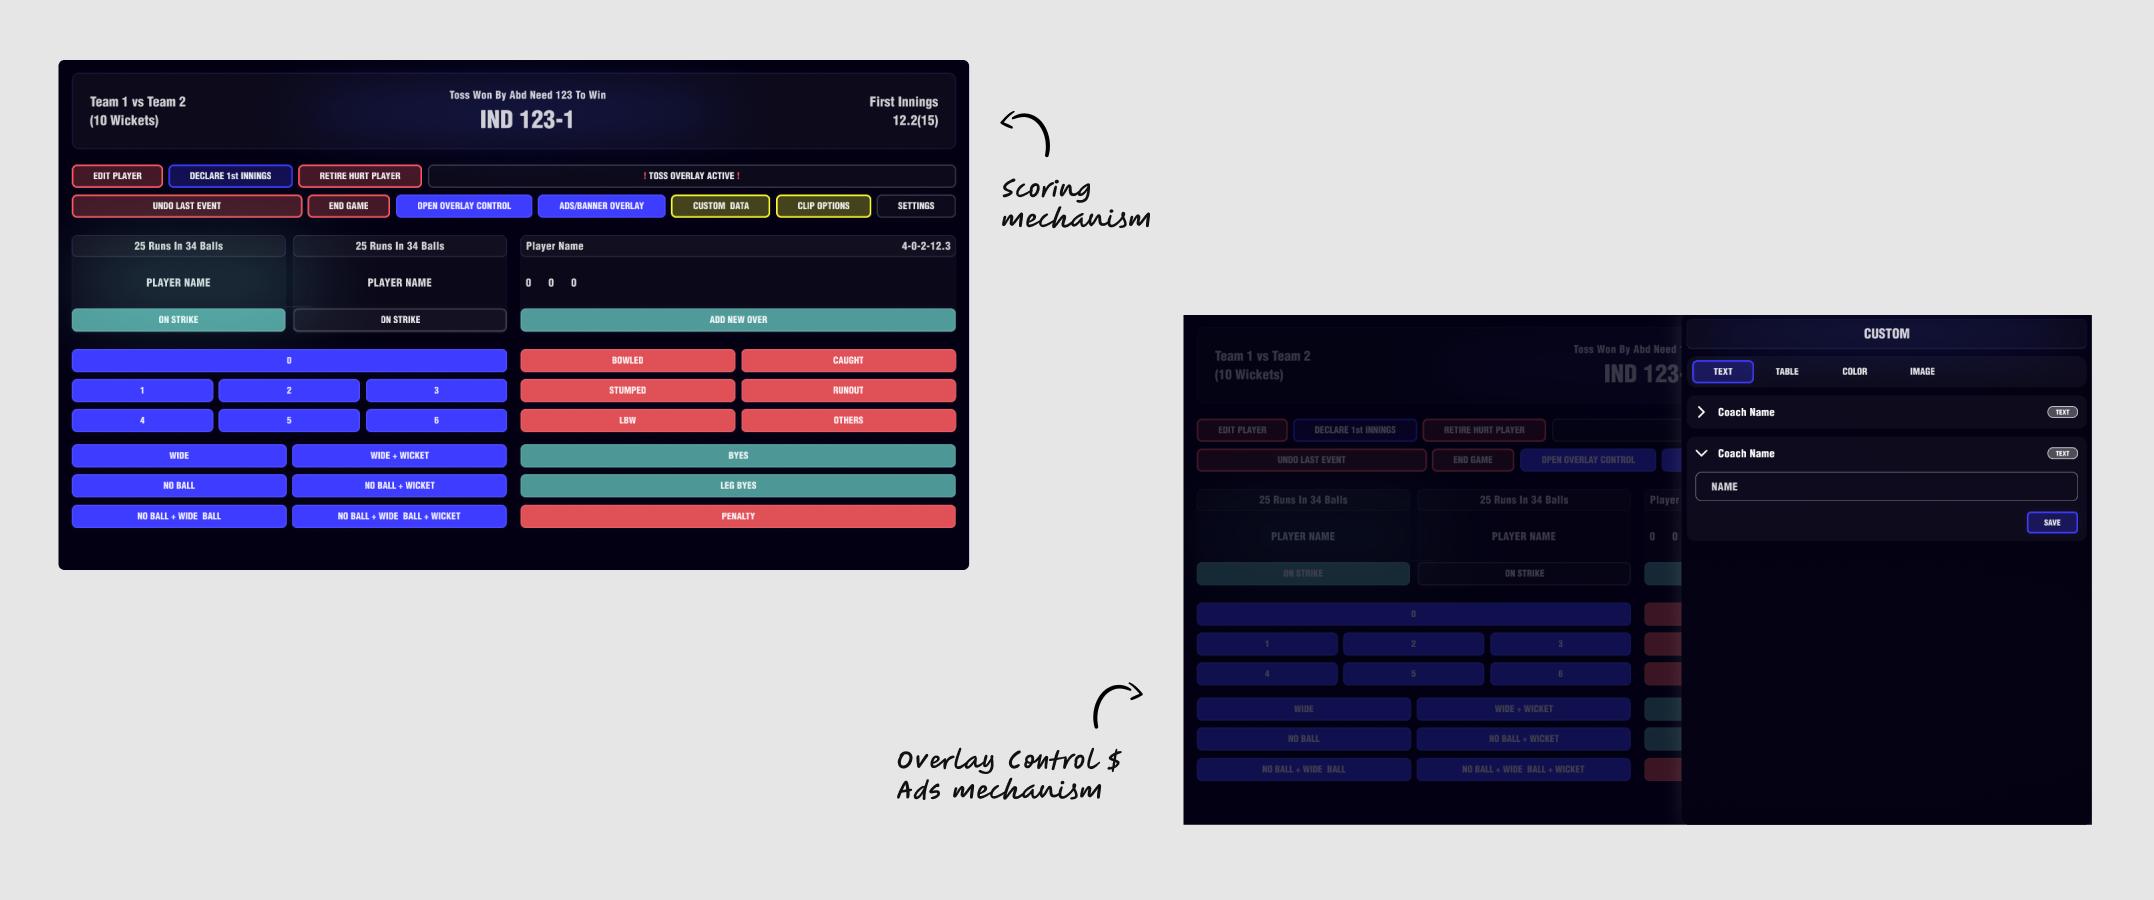 Team 1 vs Team 2
(10 Wickets)
Toss Won By Abd Need 123 To Win
IND 123-1
First Innings
12.2(15)
EDIT PLAYER
DECLARE 1st INNINGS
RETIRE HURT PLAYER
! TOSS OVERLAY ACTIVE !
UNDO LAST EVENT
END GAME
OPEN OVERLAY CONTROL
ADS/BANNER OVERLAY
CUSTOM DATA
CLIP OPTIONS
SETTINGS
25 Runs In 34 Balls
25 Runs In 34 Balls
Player Name
4-0-2-12.3
PLAYER NAME
PLAYER NAME
0 0 0
ON STRIKE
ON STRIKE
ADD NEW OVER
0
BOWLED
CAUGHT
1
2
3
STUMPED
RUNOUT
4
5
6
LBW
OTHERS
WIDE
WIDE + WICKET
BYES
NO BALL
NO BALL + WICKET
LEG BYES
NO BALL + WIDE BALL
NO BALL + WIDE BALL + WICKET
PENALTY
Scoring
mechanism
Overlay Control $
Ads mechanism
Team 1 vs Team 2
(10 Wickets)
Toss Won By Abd Need
IND 123-
EDIT PLAYER
DECLARE 1st INNINGS
RETIRE HURT PLAYER
UNDO LAST EVENT
END GAME
OPEN OVERLAY CONTROL
25 Runs In 34 Balls
25 Runs In 34 Balls
Player
PLAYER NAME
PLAYER NAME
0 0
ON STRIKE
ON STRIKE
0
1
2
3
4
5
6
WIDE
WIDE + WICKET
NO BALL
NO BALL + WICKET
NO BALL + WIDE BALL
NO BALL + WIDE BALL + WICKET
CUSTOM
TEXT
TABLE
COLOR
IMAGE
Coach Name
TEXT
Coach Name
TEXT
NAME
SAVE